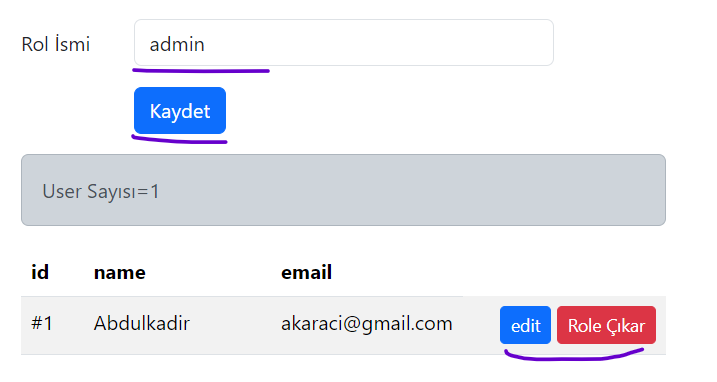 Rol İsmi admin
Kaydet
User Sayısı=1
id name email
#1 Abdulkadir akaraci@gmail.com edit Role Çıkar